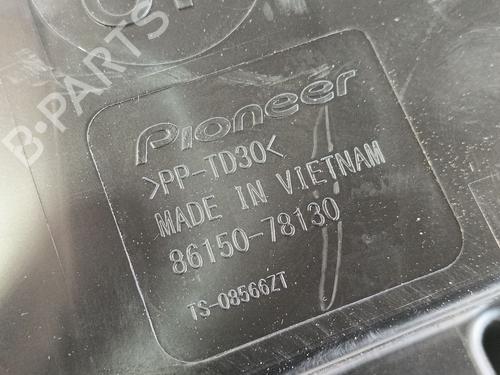 B-PARTS
Pioneer
>PP-TD30<
MADE IN VIETNAM
86150-78130
TS-08566ZT